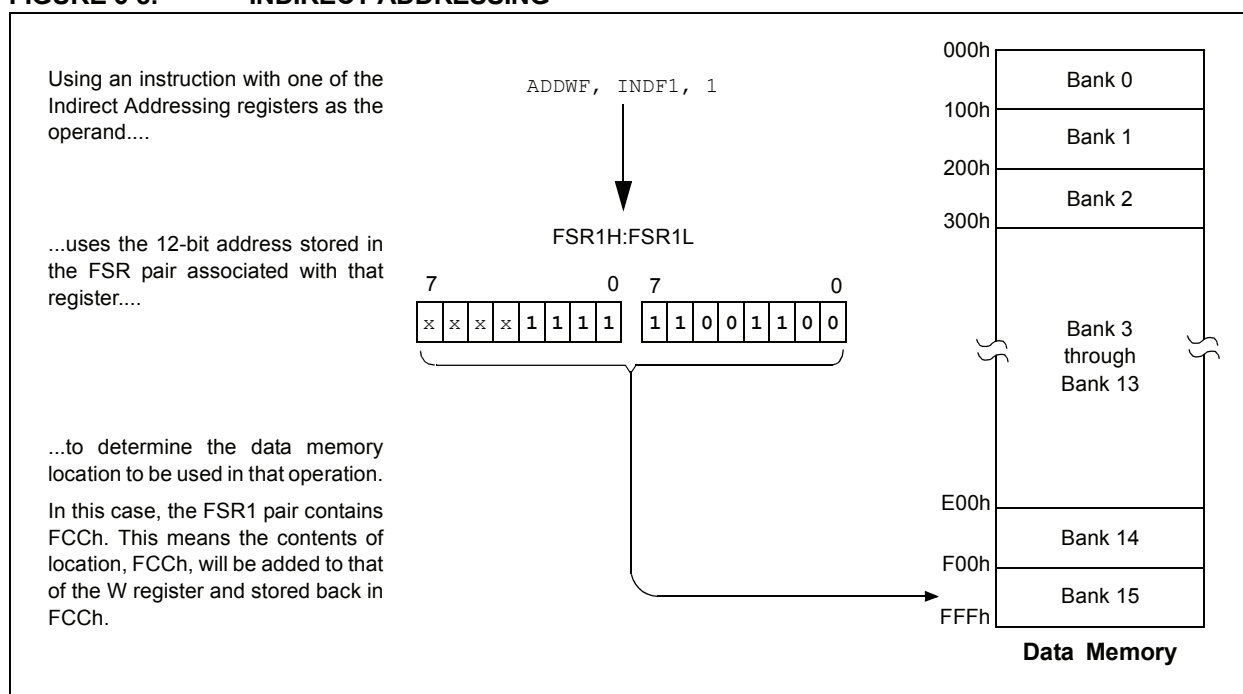 Using an instruction with one of the
Indirect Addressing registers as the
operand....
ADDWF, INDF1, 1
...uses the 12-bit address stored in
the FSR pair associated with that
register....
FSR1H:FSR1L
7 0 7 0
x x x x 1 1 1 1 1 1 0 0 1 1 0 0
...to determine the data memory
location to be used in that operation.
In this case, the FSR1 pair contains
FCCh. This means the contents of
location, FCCh, will be added to that
of the W register and stored back in
FCCh.
000h
Bank 0
100h
Bank 1
200h
Bank 2
300h
Bank 3
through
Bank 13
E00h
Bank 14
F00h
Bank 15
FFFh
Data Memory